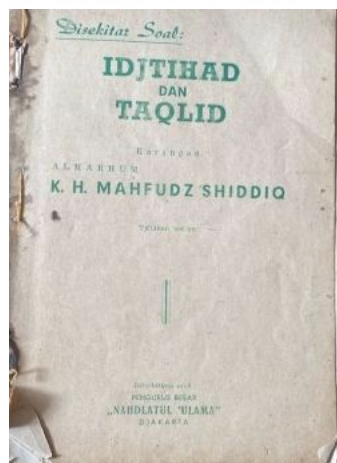 Disekitar Soal:
IDJTIHAD
DAN
TAQLID
Karangan
ALMARHUM
K. H. MAHFUDZ SHIDDIQ
Diterbitkan oleh :
PENGURUS BESAR
„NAHDLATUL 'ULAMA"
DJAKARTA